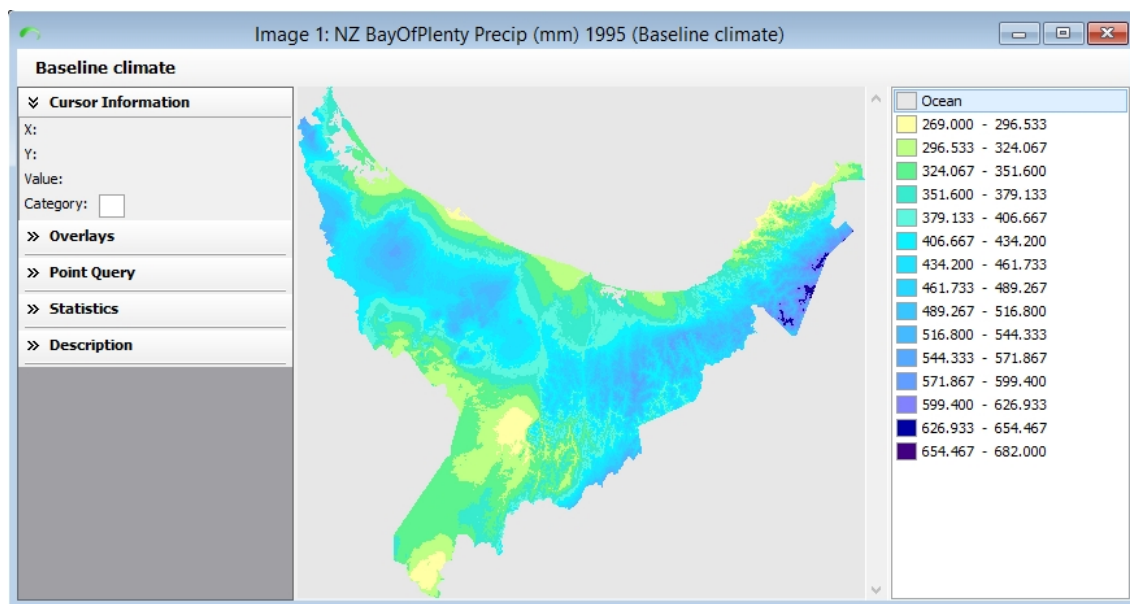 Image 1: NZ BayOfPlenty Precip (mm) 1995 (Baseline climate)
Baseline climate
Cursor Information
X:
Y:
Value:
Category:
Overlays
Point Query
Statistics
Description
Ocean
269.000 - 296.533
296.533 - 324.067
324.067 - 351.600
351.600 - 379.133
379.133 - 406.667
406.667 - 434.200
434.200 - 461.733
461.733 - 489.267
489.267 - 516.800
516.800 - 544.333
544.333 - 571.867
571.867 - 599.400
599.400 - 626.933
626.933 - 654.467
654.467 - 682.000